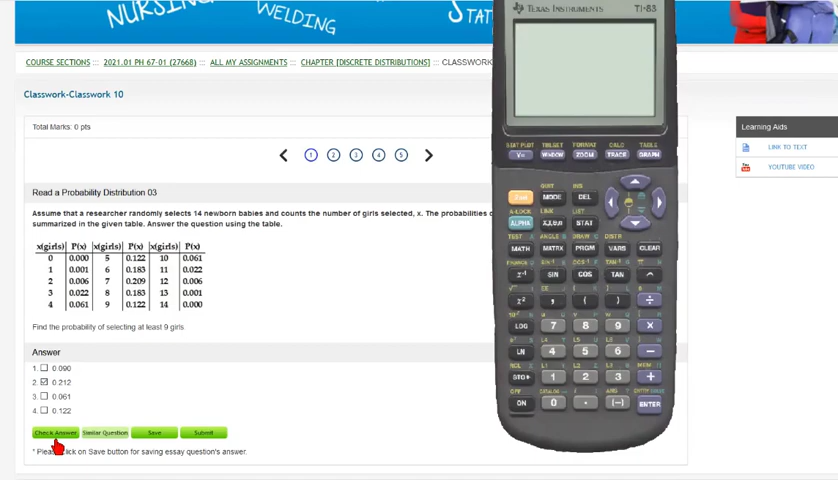 NURSING
WELDING
COURSE SECTIONS ::: 2021.01 PH 67-01 (27668) ::: ALL MY ASSIGNMENTS ::: CHAPTER [DISCRETE DISTRIBUTIONS] ::: CLASSWORK
Classwork-Classwork 10
Total Marks: 0 pts
1 2 3 4 5
Read a Probability Distribution 03
Assume that a researcher randomly selects 14 newborn babies and counts the number of girls selected, x. The probabilities
summarized in the given table. Answer the question using the table.
x(girls) P(x) x(girls) P(x) x(girls) P(x)
0 0.000 5 0.122 10 0.061
1 0.001 6 0.183 11 0.022
2 0.006 7 0.209 12 0.006
3 0.022 8 0.183 13 0.001
4 0.061 9 0.122 14 0.000
Find the probability of selecting at least 9 girls
Answer
1. 0.090
2. 0.212
3. 0.061
4. 0.122
Check Answer Similar Question Save Submit
* Please click on Save button for saving essay question's answer.
TEXAS INSTRUMENTS TI-83
STAT PLOT TBLSET FORMAT CALC TABLE
Y= WINDOW ZOOM TRACE GRAPH
QUIT INS
2nd MODE DEL
A-LOCK LINK LIST
ALPHA X,T,θ,n STAT
TEST ANGLE DRAW DISTR
MATH MATRX PRGM VARS CLEAR
x⁻¹ SIN COS TAN ^
x² , ( ) ÷
LOG 7 8 9 ×
LN 4 5 6 −
RCL
STO▸ 1 2 3 +
OFF CATALOG
ON 0 . (−) ENTER
Learning Aids
LINK TO TEXT
YOUTUBE VIDEO